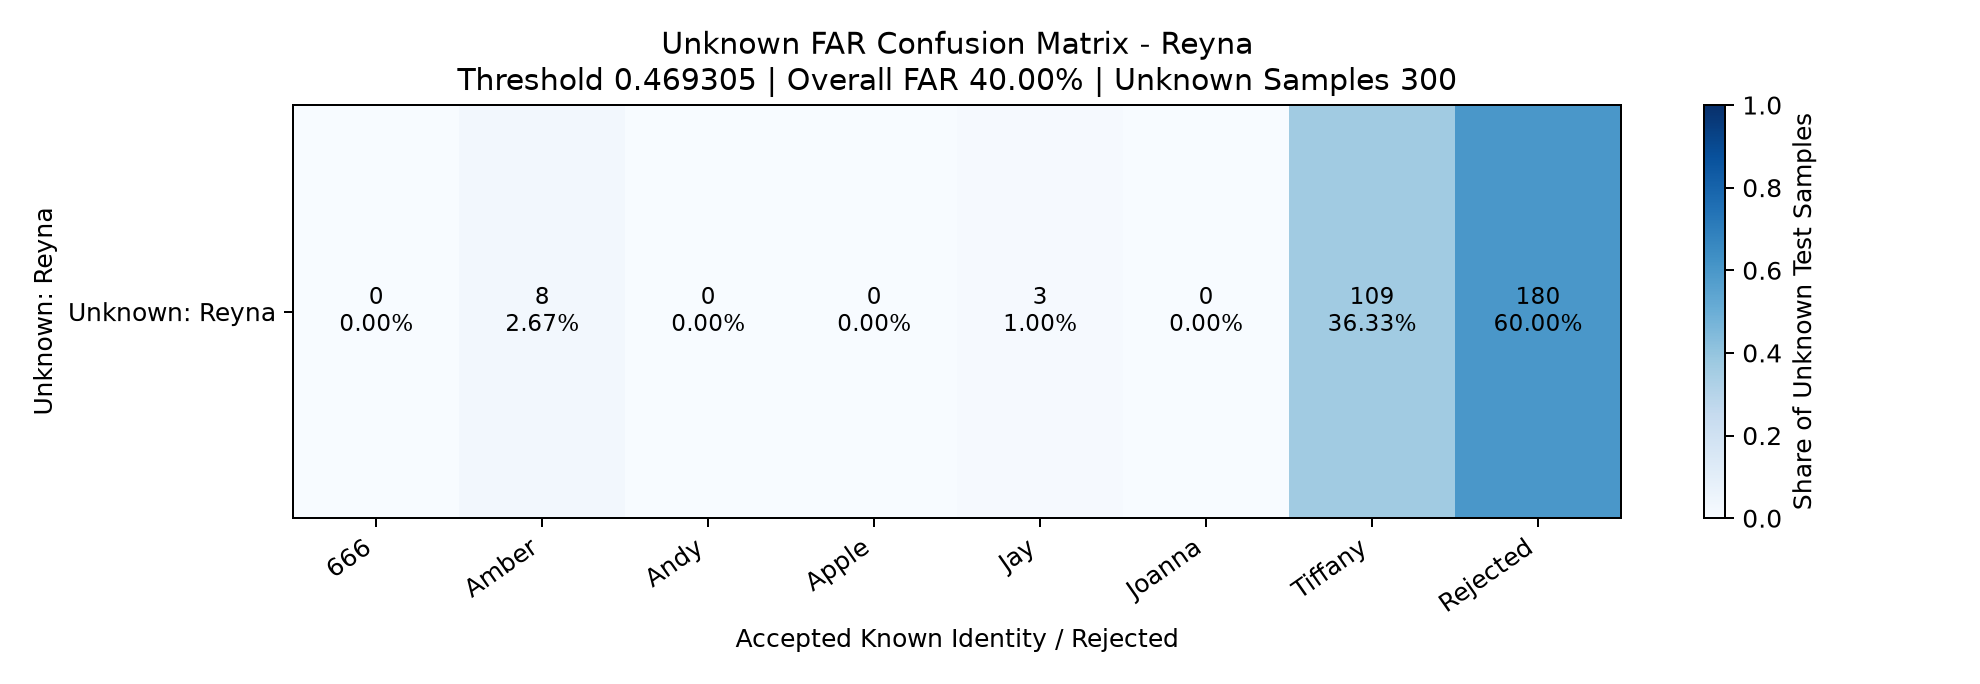 Unknown FAR Confusion Matrix - Reyna
Threshold 0.469305 | Overall FAR 40.00% | Unknown Samples 300
Unknown: Reyna
Unknown: Reyna
0
0.00%
8
2.67%
0
0.00%
0
0.00%
3
1.00%
0
0.00%
109
36.33%
180
60.00%
666
Amber
Andy
Apple
Jay
Joanna
Tiffany
Rejected
Accepted Known Identity / Rejected
1.0
0.8
0.6
0.4
0.2
0.0
Share of Unknown Test Samples